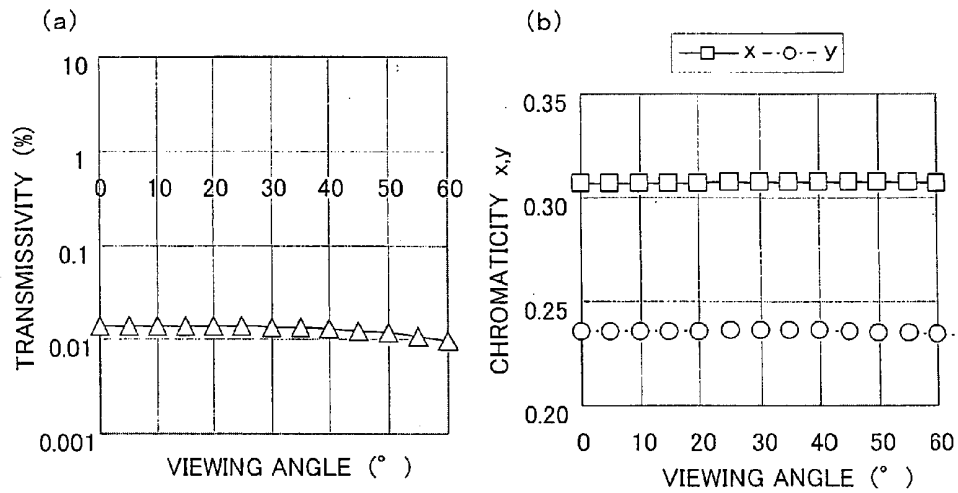 (a)
TRANSMISSIVITY (%)
10
1
0 10 20 30 40 50 60
0.1
0.01
0.001
VIEWING ANGLE (° )
(b)
x y
CHROMATICITY x,y
0.35
0.30
0.25
0.20
0 10 20 30 40 50 60
VIEWING ANGLE (° )